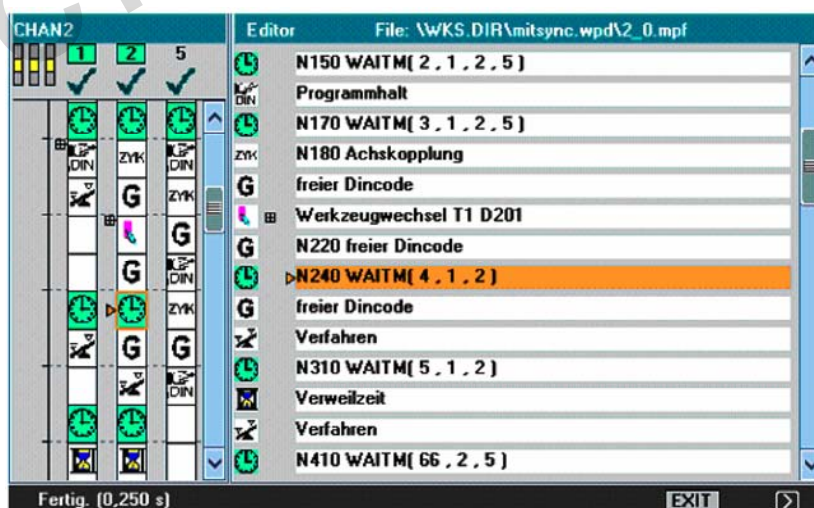 CHAN2
Editor File: \WKS.DIR\mitsync.wpd\2_0.mpf
1 2 5
N150 WAITM( 2 , 1 , 2 , 5 )
DIN Programmhalt
N170 WAITM( 3 , 1 , 2 , 5 )
DIN ZYK DIN
ZYK N180 Achskopplung
G ZYK
G freier Dincode
G
Werkzeugwechsel T1 D201
G DIN
G N220 freier Dincode
ZYK
N240 WAITM( 4 , 1 , 2 )
G G
G freier Dincode
DIN
Verfahren
N310 WAITM( 5 , 1 , 2 )
Verweilzeit
Verfahren
N410 WAITM( 66 , 2 , 5 )
Fertig. (0,250 s)
EXIT